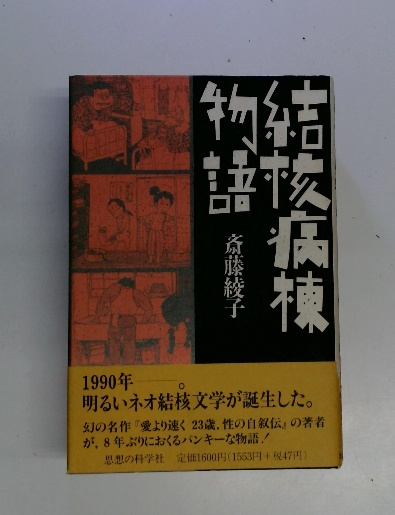 結核病棟
物語
斎藤綾子
1990年――。
明るいネオ結核文学が誕生した。
幻の名作『愛より速く 23歳、性の自叙伝』の著者
が、8年ぶりにおくるパンキーな物語!
思想の科学社 定価1600円(1553円+税47円)